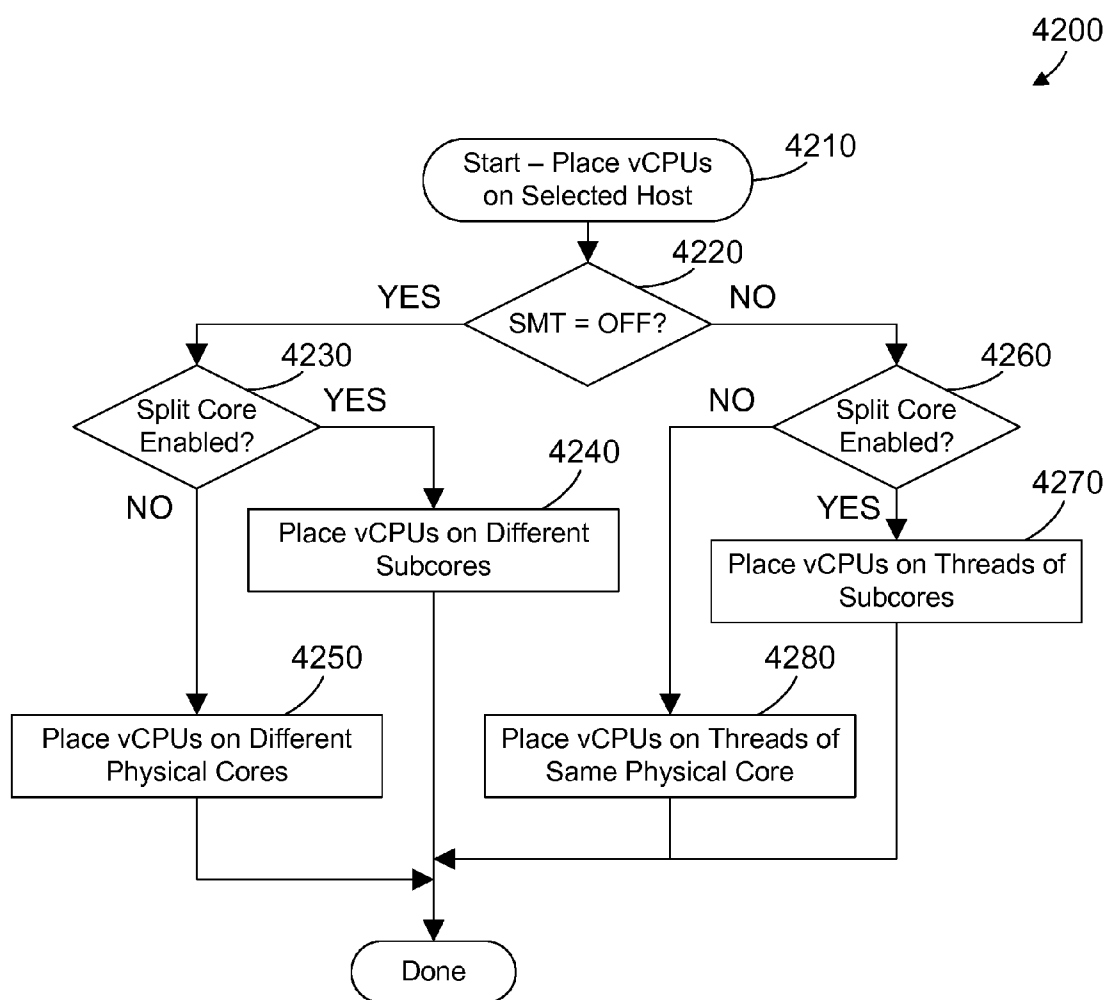 4200
4210
Start – Place vCPUs
on Selected Host
4220
YES
NO
SMT = OFF?
4230
4260
YES
NO
Split Core
Enabled?
Split Core
Enabled?
4240
4270
NO
YES
Place vCPUs on Different
Subcores
Place vCPUs on Threads of
Subcores
4250
4280
Place vCPUs on Different
Physical Cores
Place vCPUs on Threads of
Same Physical Core
Done